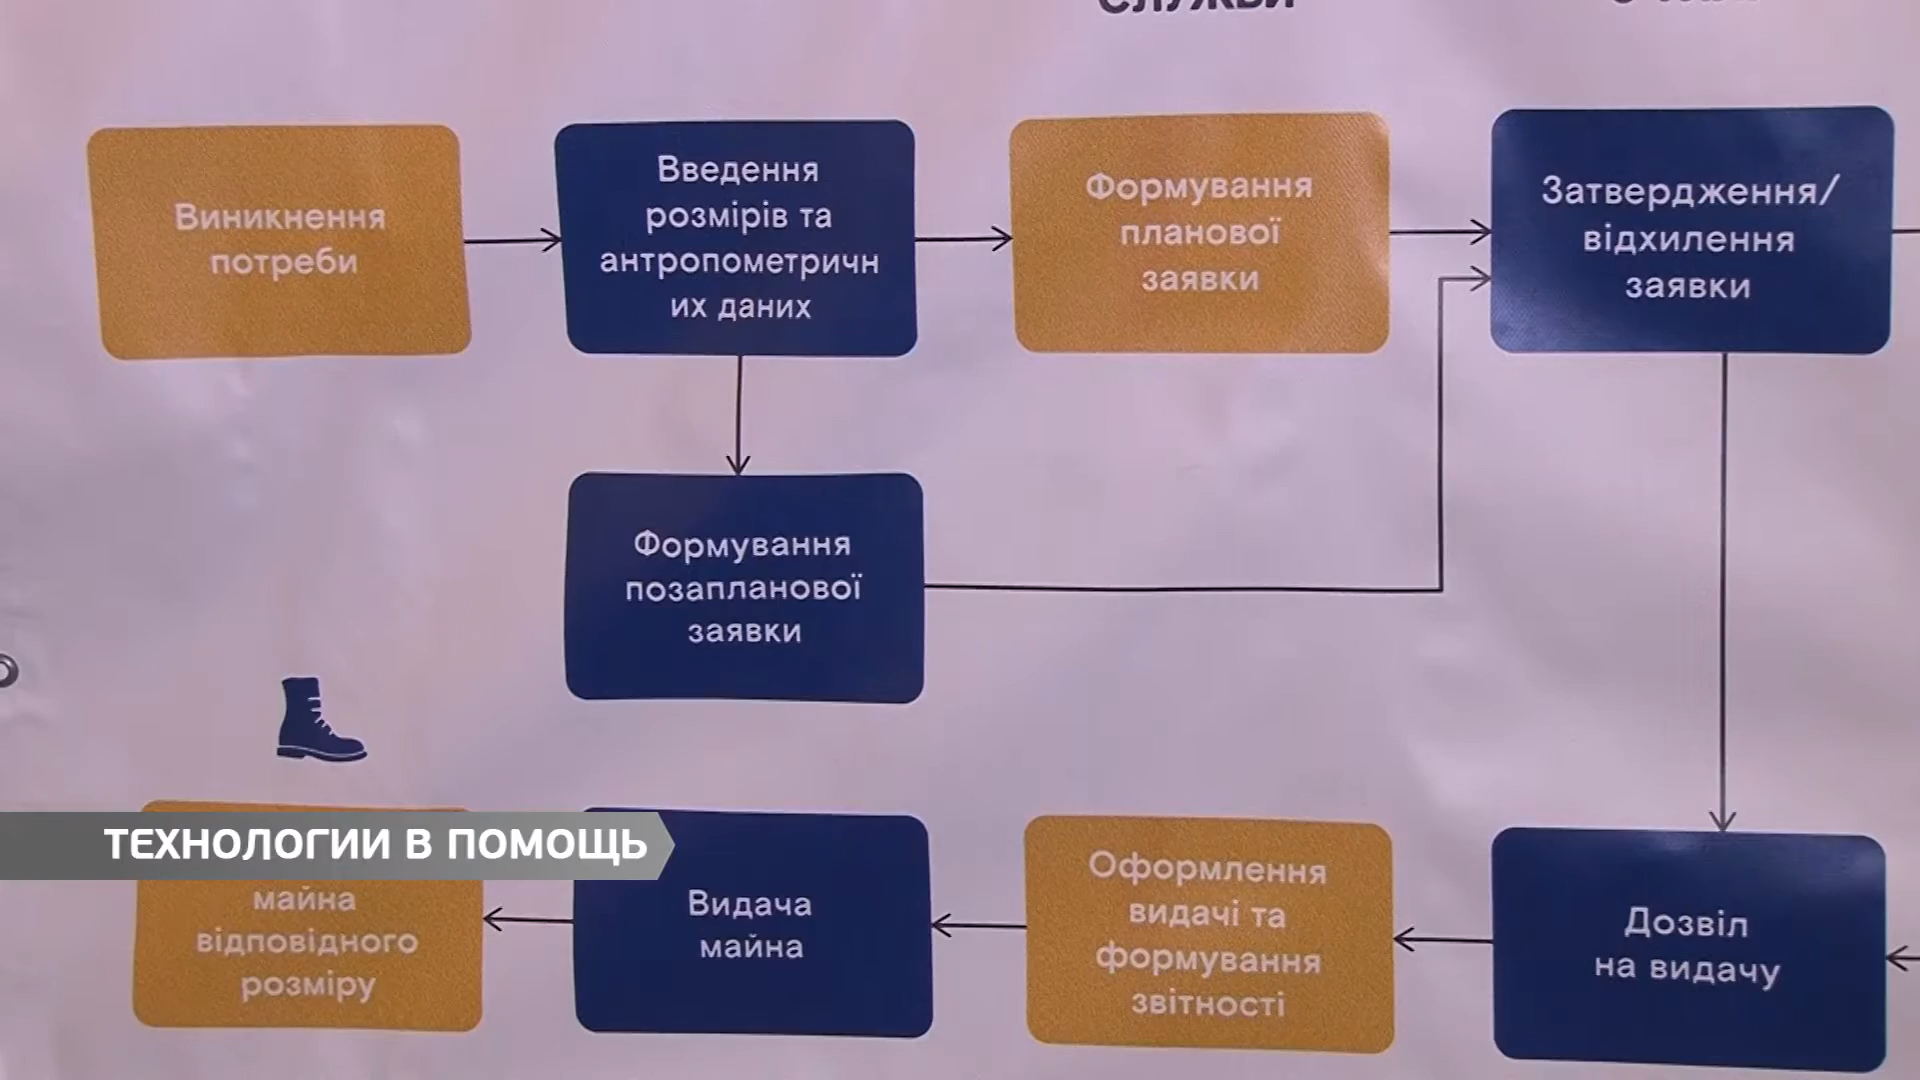 СЛУЖБИ
Виникнення
потреби
Введення
розмірів та
антропометричн
их даних
Формування
планової
заявки
Затвердження/
відхилення
заявки
Формування
позапланової
заявки
ТЕХНОЛОГИИ В ПОМОЩЬ
майна
відповідного
розміру
Видача
майна
Оформлення
видачі та
формування
звітності
Дозвіл
на видачу